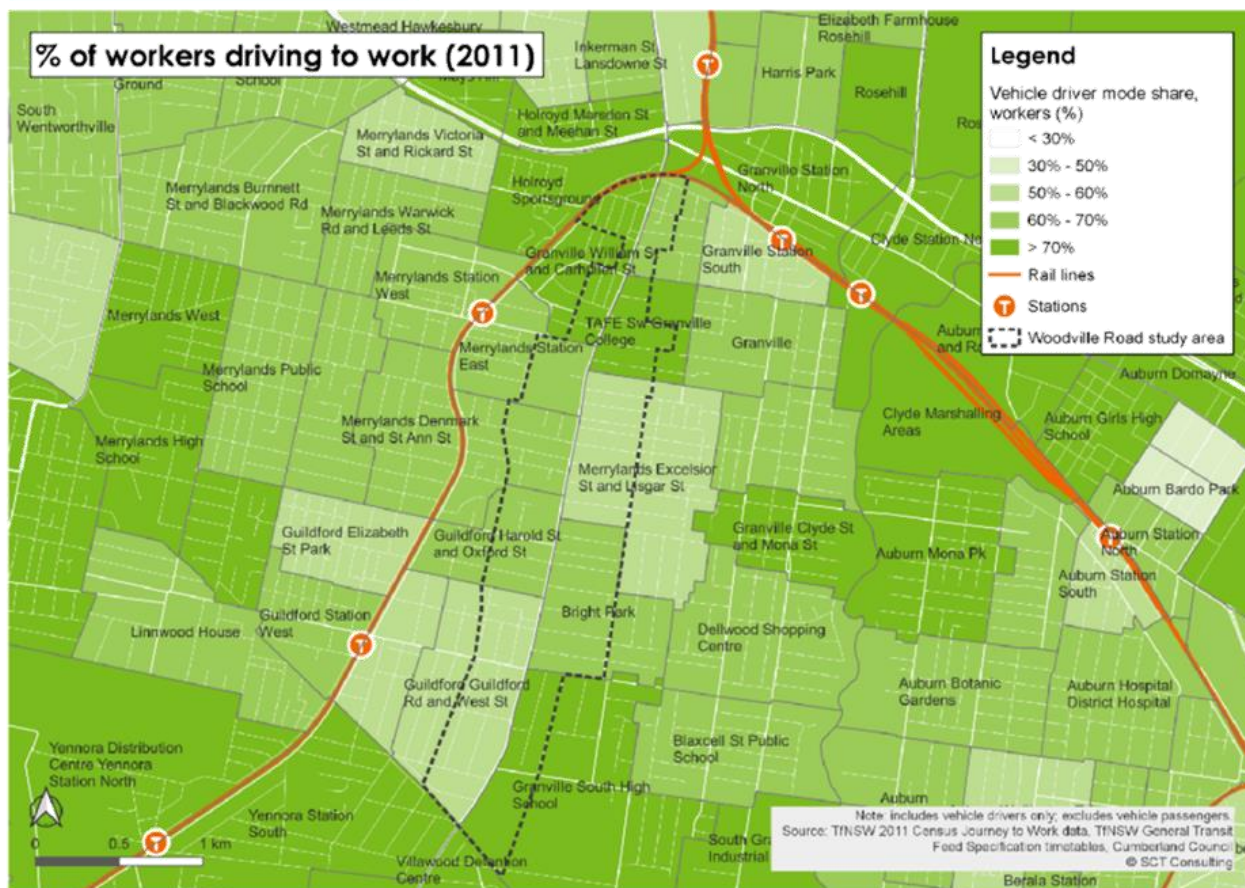 Westmead Hawkesbury
% of workers driving to work (2011)
Ground
School
South
Wentworthville
Inkerman St
Lansdowne St
Elizabeth Farmhouse
Rosehill
Harris Park
Rosehill
Holroyd Marsden St
and Meehan St
Merrylands Victoria
St and Rickard St
Holroyd
Sportsground
Granville Station
North
Merrylands Burnnett
St and Blackwood Rd
Merrylands Warwick
Rd and Leeds St
Granville William St
and Campbell St
Granville Station
South
Clyde Station Ne
Merrylands Station
West
Merrylands West
TAFE Sw Granville
College
Granville
Auburn
and Ra
Merrylands Station
East
Merrylands Public
School
Auburn Domayne
Merrylands Denmark
St and St Ann St
Clyde Marshalling
Areas
Auburn Girls High
School
Merrylands High
School
Merrylands Excelsior
St and Lisgar St
Auburn Bardo Park
Guildford Elizabeth
St Park
Guildford Harold St
and Oxford St
Granville Clyde St
and Mona St
Auburn Mona Pk
Auburn Station
North
Auburn Station
South
Linnwood House
Guildford Station
West
Bright Park
Dellwood Shopping
Centre
Guildford Guildford
Rd and West St
Auburn Botanic
Gardens
Auburn Hospital
District Hospital
Yennora Distribution
Centre Yennora
Station North
Blaxcell St Public
School
Granville South High
School
Yennora Station
South
Auburn
South Gra
Industrial
Villawood Detention
Centre
Berala Station
Legend
Vehicle driver mode share,
workers (%)
< 30%
30% - 50%
50% - 60%
60% - 70%
> 70%
Rail lines
T Stations
Woodville Road study area
N
0 0.5 1 km
Note: includes vehicle drivers only; excludes vehicle passengers.
Source: TfNSW 2011 Census Journey to Work data, TfNSW General Transit
Feed Specification timetables, Cumberland Council
© SCT Consulting